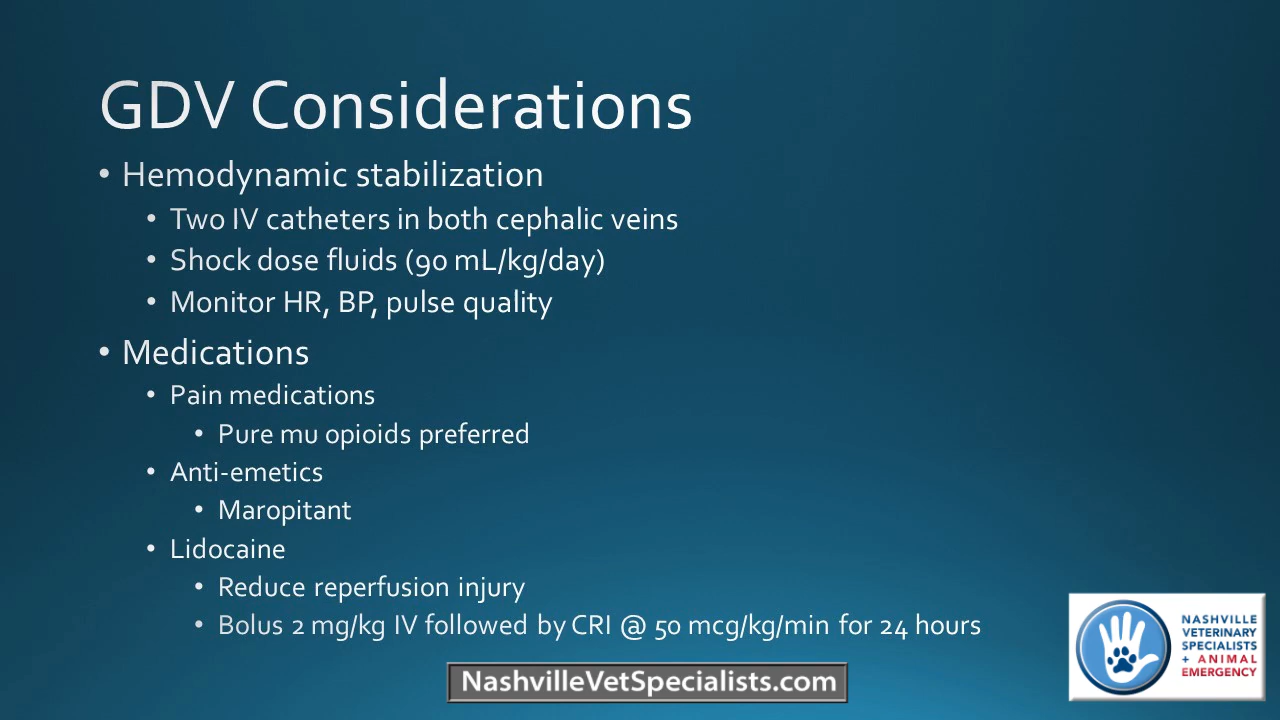 GDV Considerations
• Hemodynamic stabilization
• Two IV catheters in both cephalic veins
• Shock dose fluids (90 mL/kg/day)
• Monitor HR, BP, pulse quality
• Medications
• Pain medications
• Pure mu opioids preferred
• Anti-emetics
• Maropitant
• Lidocaine
• Reduce reperfusion injury
• Bolus 2 mg/kg IV followed by CRI @ 50 mcg/kg/min for 24 hours
NASHVILLE
VETERINARY
SPECIALISTS
+ ANIMAL
EMERGENCY
NashvilleVetSpecialists.com